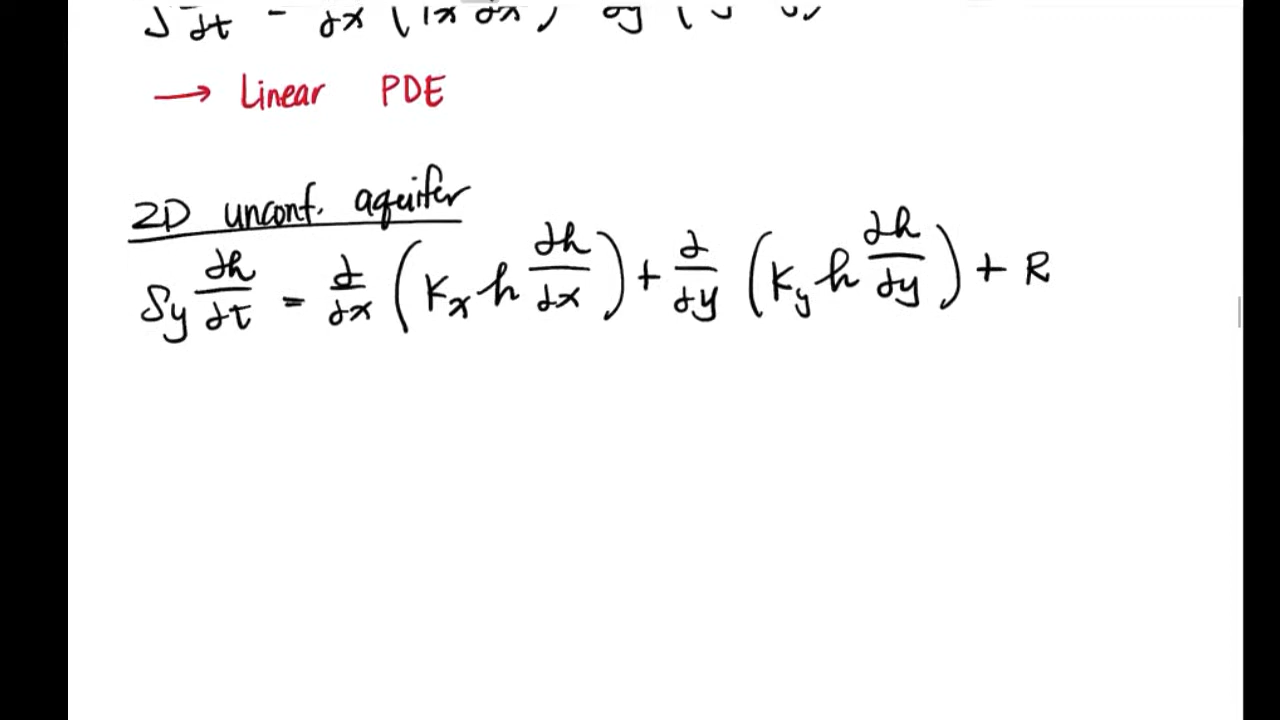 → Linear PDE
2D unconf. aquifer
Sy ∂h/∂t = ∂/∂x (Kx h ∂h/∂x) + ∂/∂y (Ky h ∂h/∂y) + R